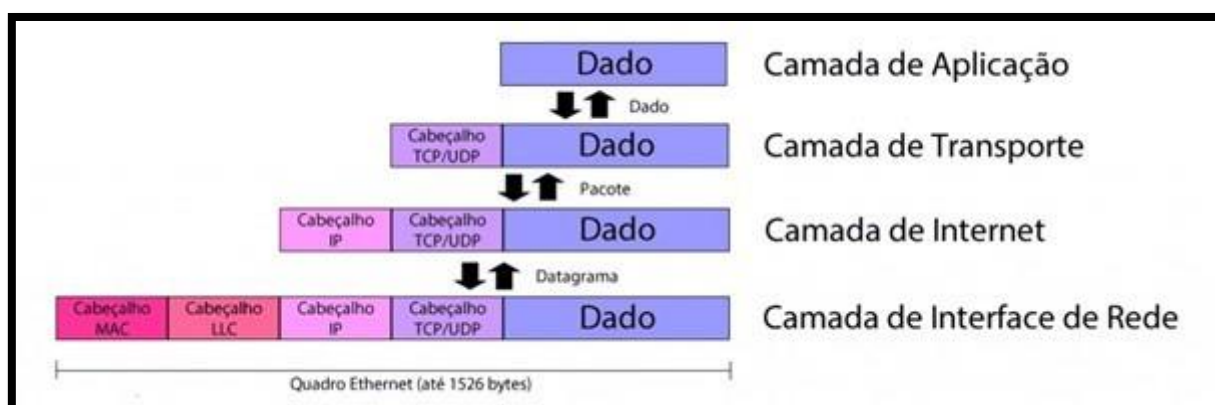 Dado Camada de Aplicação
Dado
Cabeçalho TCP/UDP Dado Camada de Transporte
Pacote
Cabeçalho IP Cabeçalho TCP/UDP Dado Camada de Internet
Datagrama
Cabeçalho MAC Cabeçalho LLC Cabeçalho IP Cabeçalho TCP/UDP Dado Camada de Interface de Rede
Quadro Ethernet (até 1526 bytes)